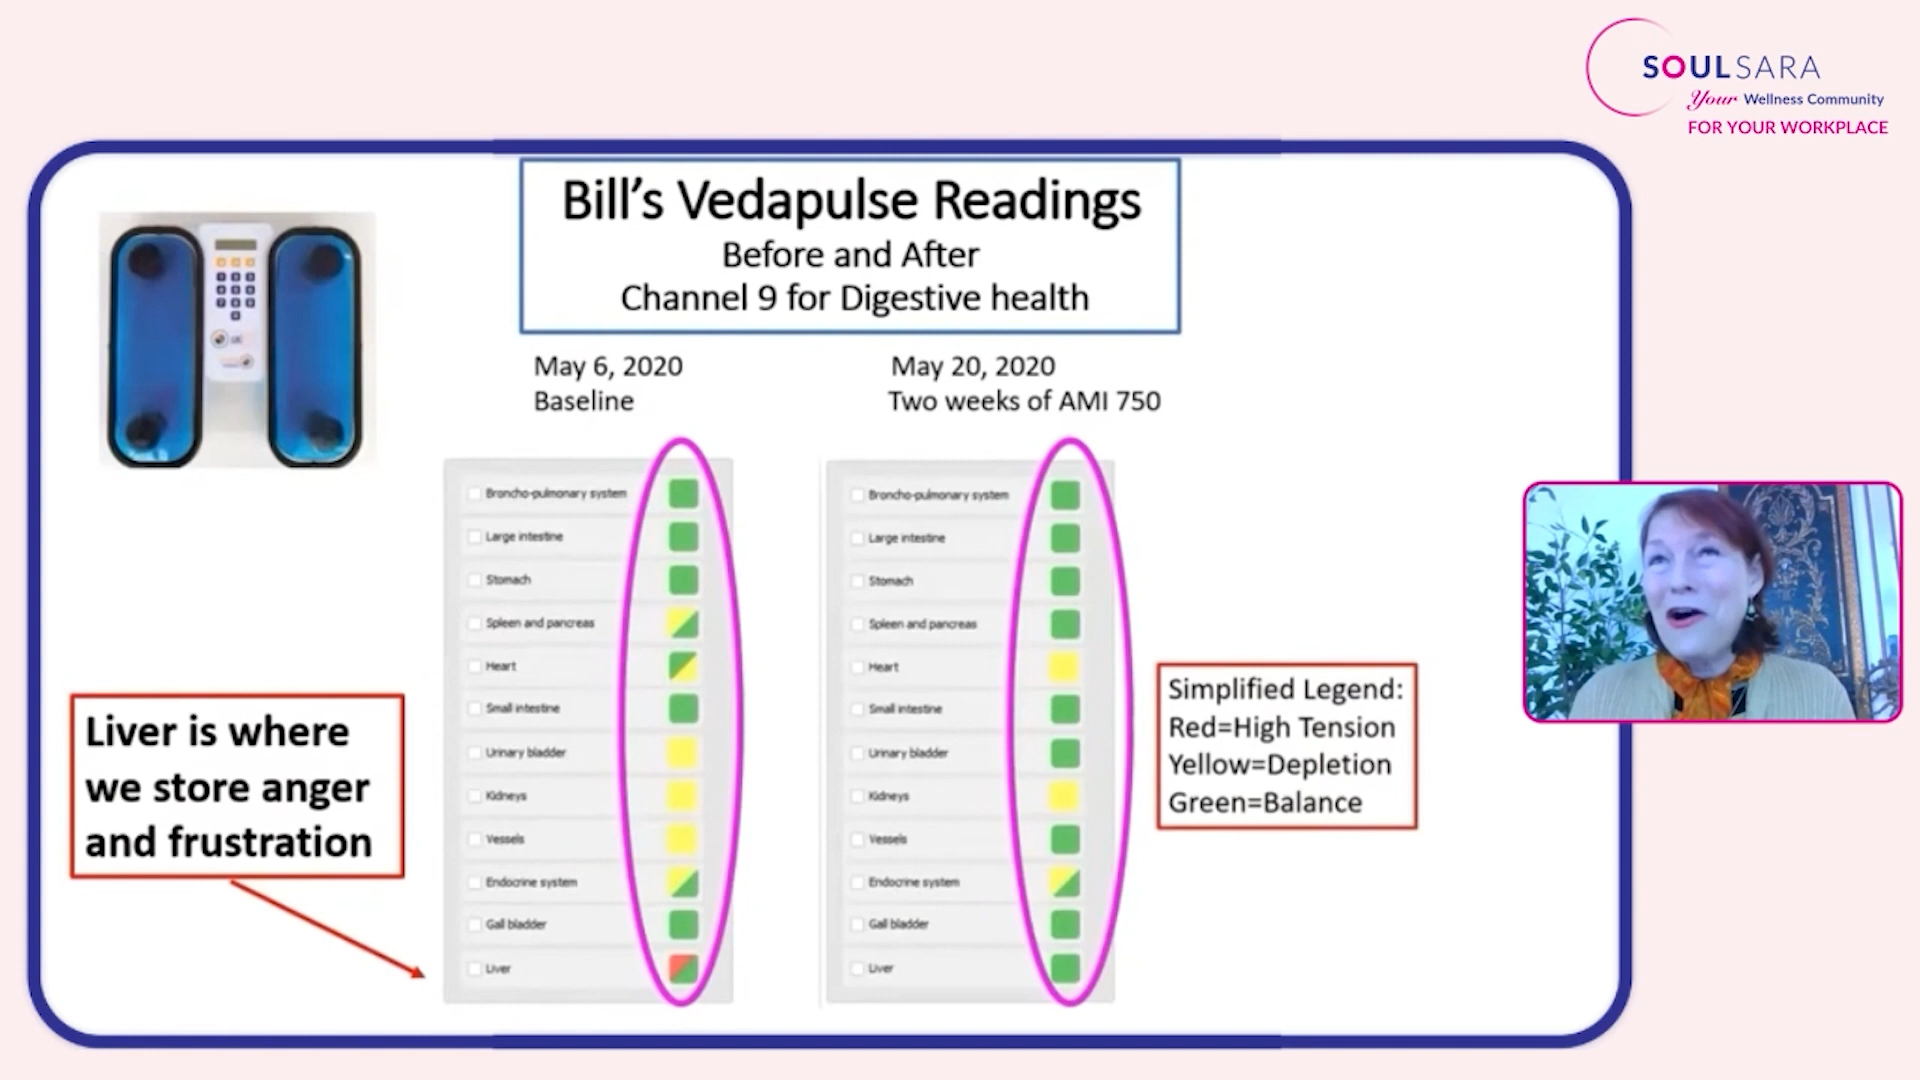 SOULSARA
Your Wellness Community
FOR YOUR WORKPLACE
Bill's Vedapulse Readings
Before and After
Channel 9 for Digestive health
May 6, 2020
Baseline
May 20, 2020
Two weeks of AMI 750
Broncho-pulmonary system
Large intestine
Stomach
Spleen and pancreas
Heart
Small intestine
Urinary bladder
Kidneys
Vessels
Endocrine system
Gall bladder
Liver
Broncho-pulmonary system
Large intestine
Stomach
Spleen and pancreas
Heart
Small intestine
Urinary bladder
Kidneys
Vessels
Endocrine system
Gall bladder
Liver
Liver is where
we store anger
and frustration
Simplified Legend:
Red=High Tension
Yellow=Depletion
Green=Balance